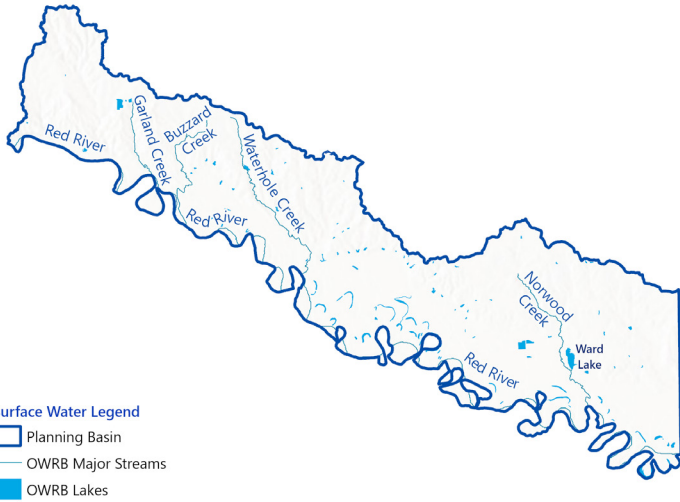 Garland Creek
Buzzard
Creek
Red River
Waterhole Creek
Red River
Norwood
Creek
Ward
Lake
Red River
urface Water Legend
Planning Basin
OWRB Major Streams
OWRB Lakes